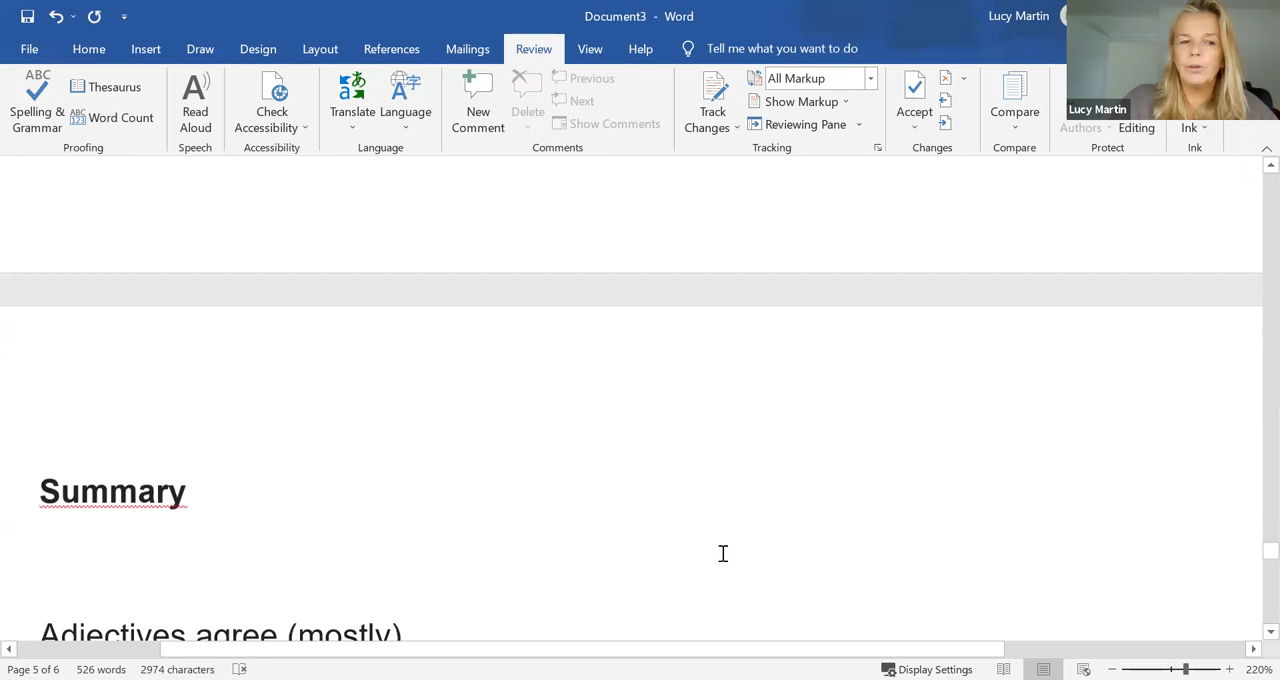 Document3 - Word
Lucy Martin
File Home Insert Draw Design Layout References Mailings Review View Help Tell me what you want to do
ABC
Spelling &
Grammar
Thesaurus
ABC
123
Word Count
Proofing
A
Read
Aloud
Speech
Check
Accessibility
Accessibility
Translate
Language
Language
New
Comment
Delete
Previous
Next
Show Comments
Comments
Track
Changes
All Markup
Show Markup
Reviewing Pane
Tracking
Accept
Changes
Compare
Compare
Authors
Editing
Protect
Ink
Ink
Lucy Martin
Summary
Adjectives agree (mostly)
Page 5 of 6 526 words 2974 characters Display Settings 220%